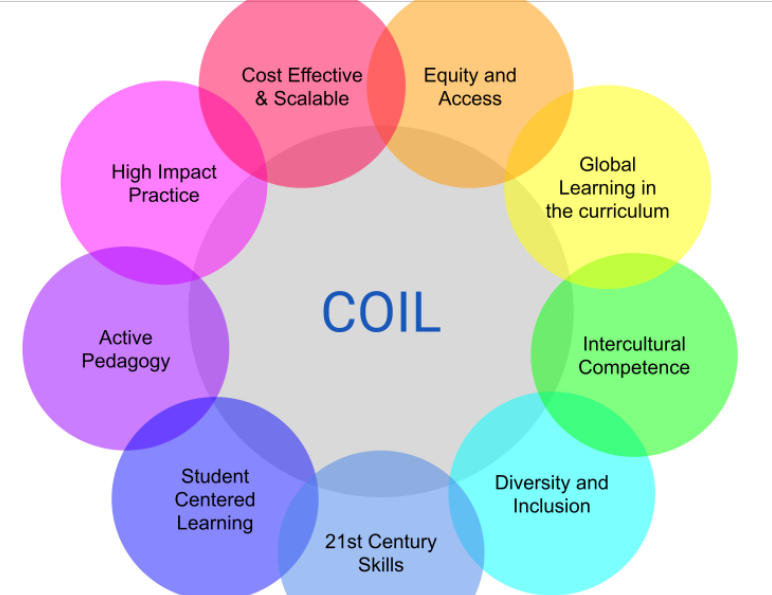 Cost Effective
& Scalable
Equity and
Access
Global
Learning in
the curriculum
Intercultural
Competence
Diversity and
Inclusion
21st Century
Skills
Student
Centered
Learning
Active
Pedagogy
High Impact
Practice
COIL